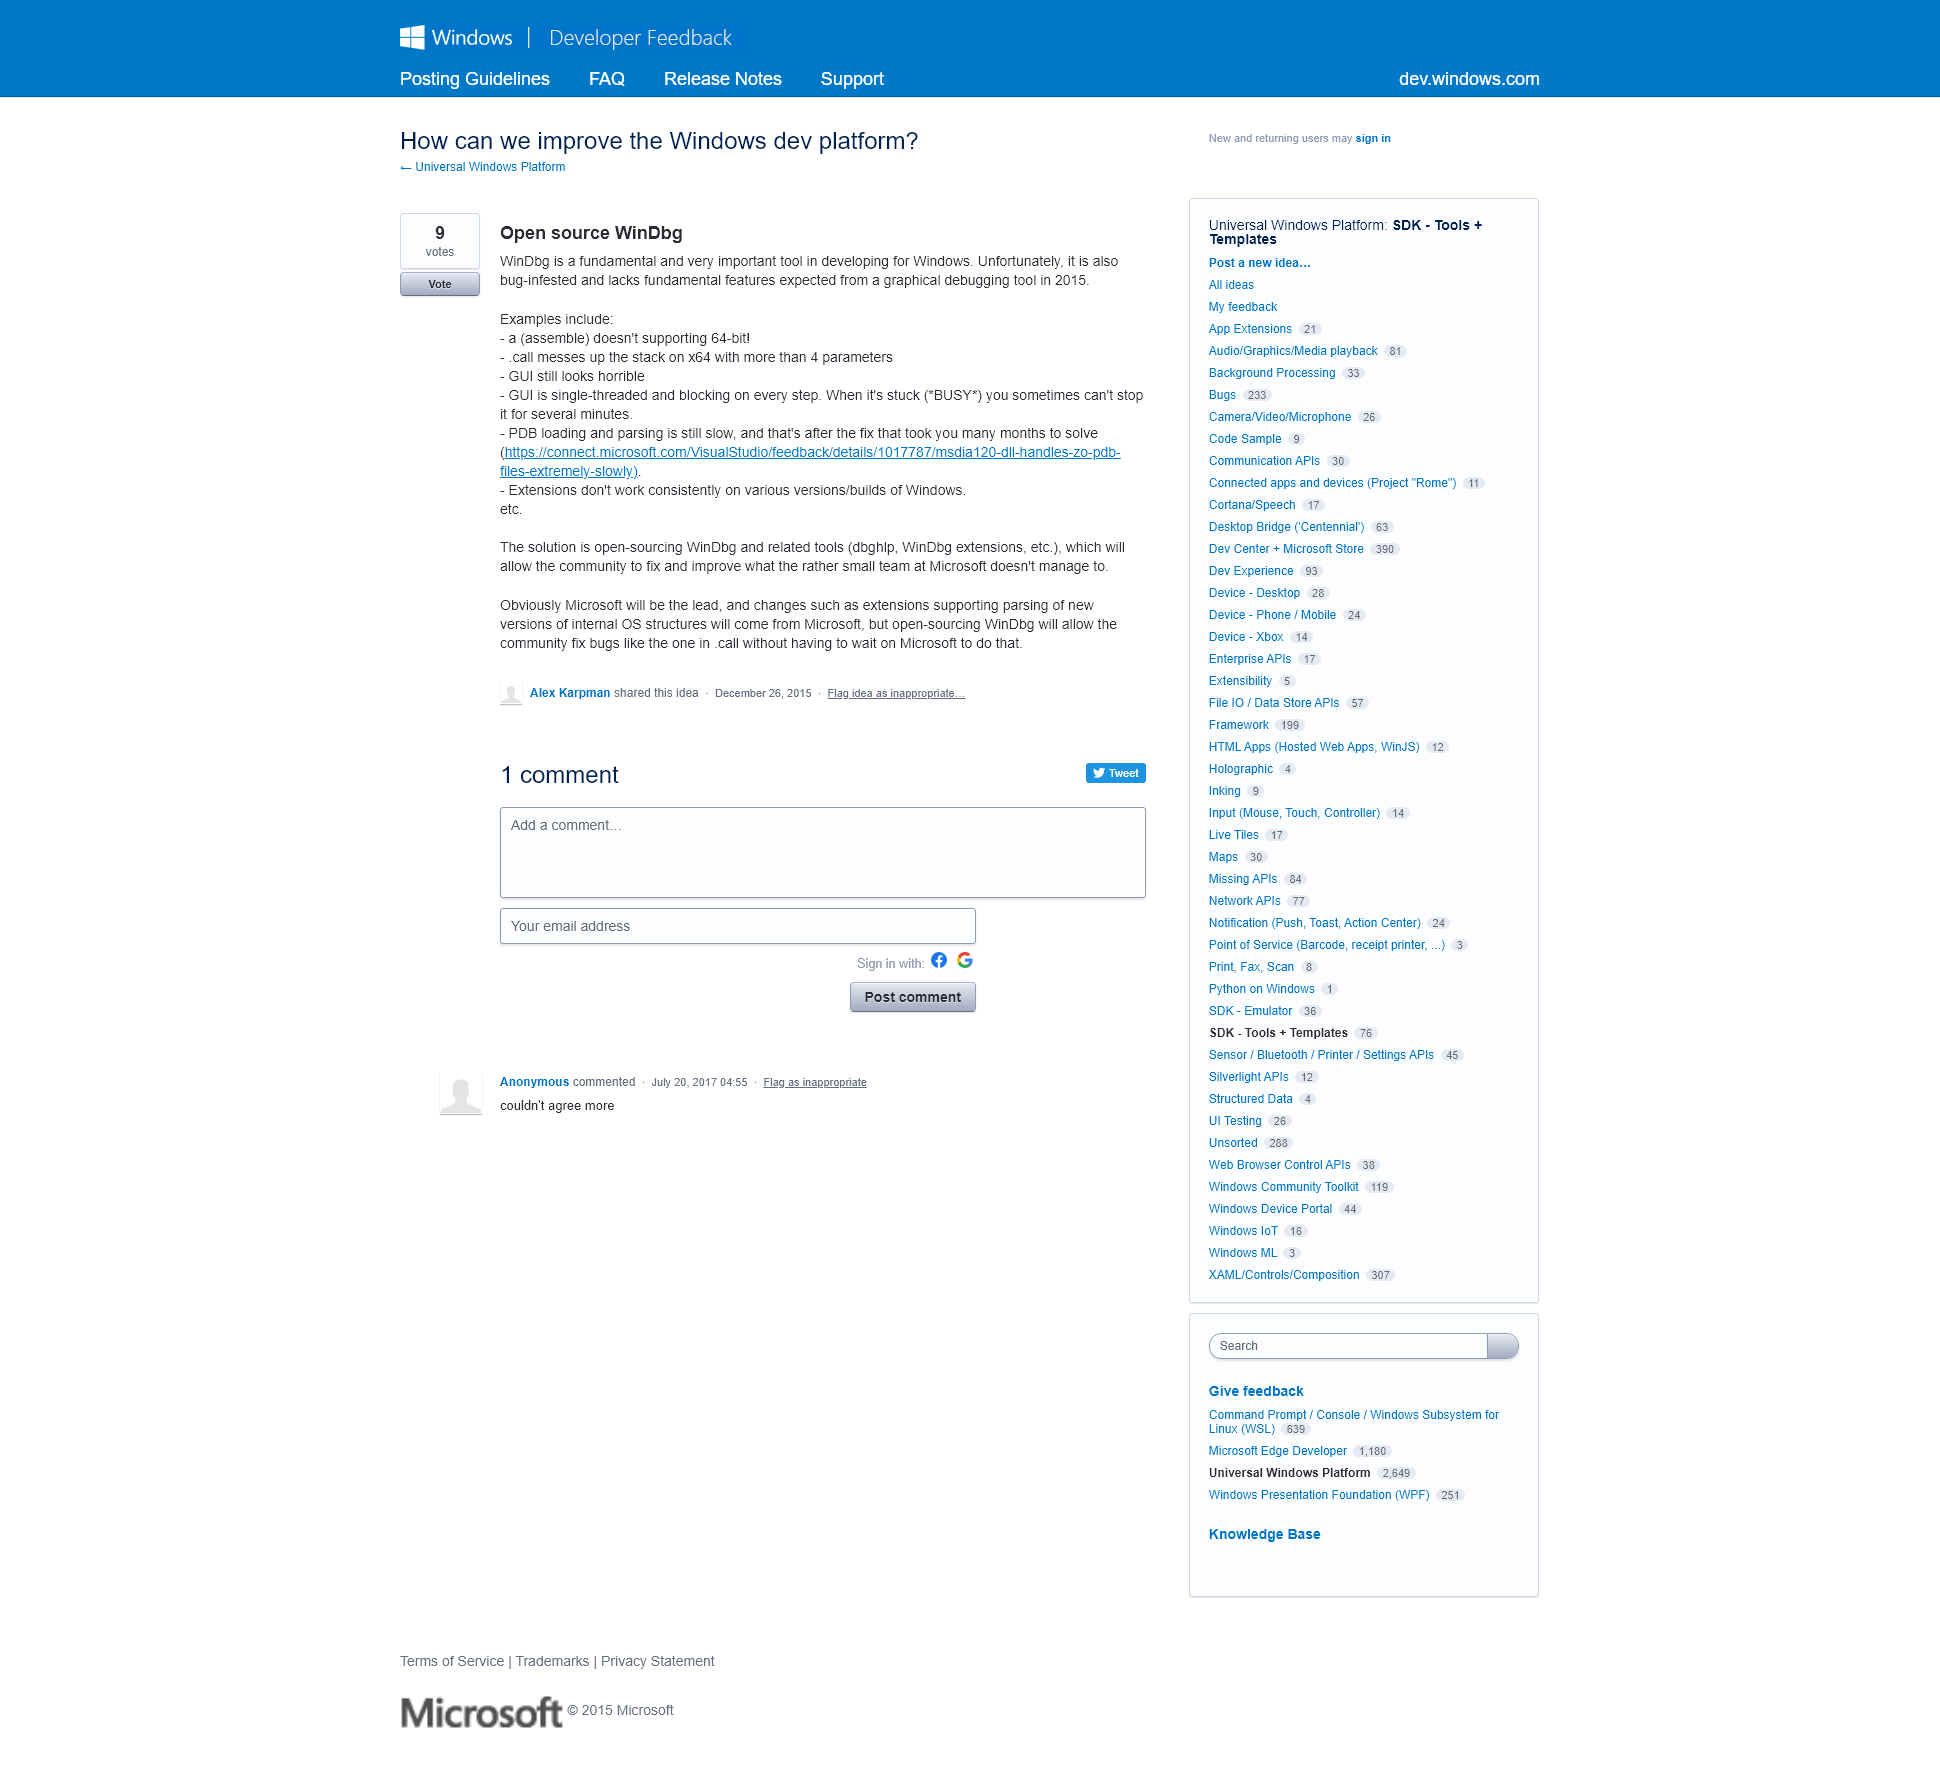 Windows | Developer Feedback
Posting Guidelines FAQ Release Notes Support dev.windows.com
How can we improve the Windows dev platform?
← Universal Windows Platform
New and returning users may sign in
9
votes
Vote
Open source WinDbg
WinDbg is a fundamental and very important tool in developing for Windows. Unfortunately, it is also
bug-infested and lacks fundamental features expected from a graphical debugging tool in 2015.
Examples include:
- a (assemble) doesn't supporting 64-bit!
- .call messes up the stack on x64 with more than 4 parameters
- GUI still looks horrible
- GUI is single-threaded and blocking on every step. When it's stuck (*BUSY*) you sometimes can't stop
it for several minutes.
- PDB loading and parsing is still slow, and that's after the fix that took you many months to solve
(https://connect.microsoft.com/VisualStudio/feedback/details/1017787/msdia120-dll-handles-zo-pdb-
files-extremely-slowly).
- Extensions don't work consistently on various versions/builds of Windows.
etc.
The solution is open-sourcing WinDbg and related tools (dbghlp, WinDbg extensions, etc.), which will
allow the community to fix and improve what the rather small team at Microsoft doesn't manage to.
Obviously Microsoft will be the lead, and changes such as extensions supporting parsing of new
versions of internal OS structures will come from Microsoft, but open-sourcing WinDbg will allow the
community fix bugs like the one in .call without having to wait on Microsoft to do that.
Alex Karpman shared this idea · December 26, 2015 · Flag idea as inappropriate…
1 comment
Tweet
Add a comment…
Your email address
Sign in with:
Post comment
Anonymous commented · July 20, 2017 04:55 · Flag as inappropriate
couldn't agree more
Universal Windows Platform: SDK - Tools +
Templates
Post a new idea…
All ideas
My feedback
App Extensions 21
Audio/Graphics/Media playback 81
Background Processing 33
Bugs 233
Camera/Video/Microphone 26
Code Sample 9
Communication APIs 30
Connected apps and devices (Project "Rome") 11
Cortana/Speech 17
Desktop Bridge ('Centennial') 63
Dev Center + Microsoft Store 390
Dev Experience 93
Device - Desktop 28
Device - Phone / Mobile 24
Device - Xbox 14
Enterprise APIs 17
Extensibility 5
File IO / Data Store APIs 57
Framework 199
HTML Apps (Hosted Web Apps, WinJS) 12
Holographic 4
Inking 9
Input (Mouse, Touch, Controller) 14
Live Tiles 17
Maps 30
Missing APIs 84
Network APIs 77
Notification (Push, Toast, Action Center) 24
Point of Service (Barcode, receipt printer, ...) 3
Print, Fax, Scan 8
Python on Windows 1
SDK - Emulator 36
SDK - Tools + Templates 76
Sensor / Bluetooth / Printer / Settings APIs 45
Silverlight APIs 12
Structured Data 4
UI Testing 26
Unsorted 288
Web Browser Control APIs 38
Windows Community Toolkit 119
Windows Device Portal 44
Windows IoT 16
Windows ML 3
XAML/Controls/Composition 307
Search
Give feedback
Command Prompt / Console / Windows Subsystem for
Linux (WSL) 639
Microsoft Edge Developer 1,180
Universal Windows Platform 2,649
Windows Presentation Foundation (WPF) 251
Knowledge Base
Terms of Service | Trademarks | Privacy Statement
Microsoft © 2015 Microsoft